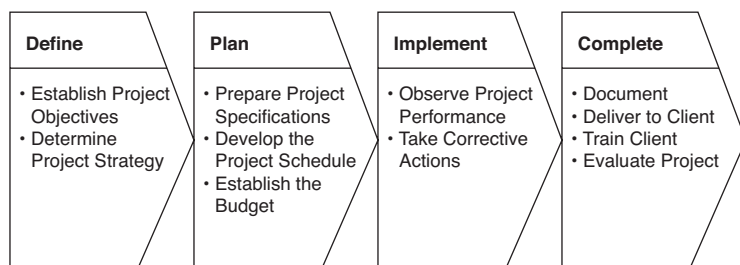 Define
• Establish Project
Objectives
• Determine
Project Strategy
Plan
• Prepare Project
Specifications
• Develop the
Project Schedule
• Establish the
Budget
Implement
• Observe Project
Performance
• Take Corrective
Actions
Complete
• Document
• Deliver to Client
• Train Client
• Evaluate Project